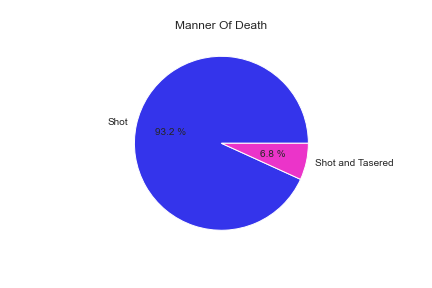 Manner Of Death
Shot
93.2 %
6.8 %
Shot and Tasered